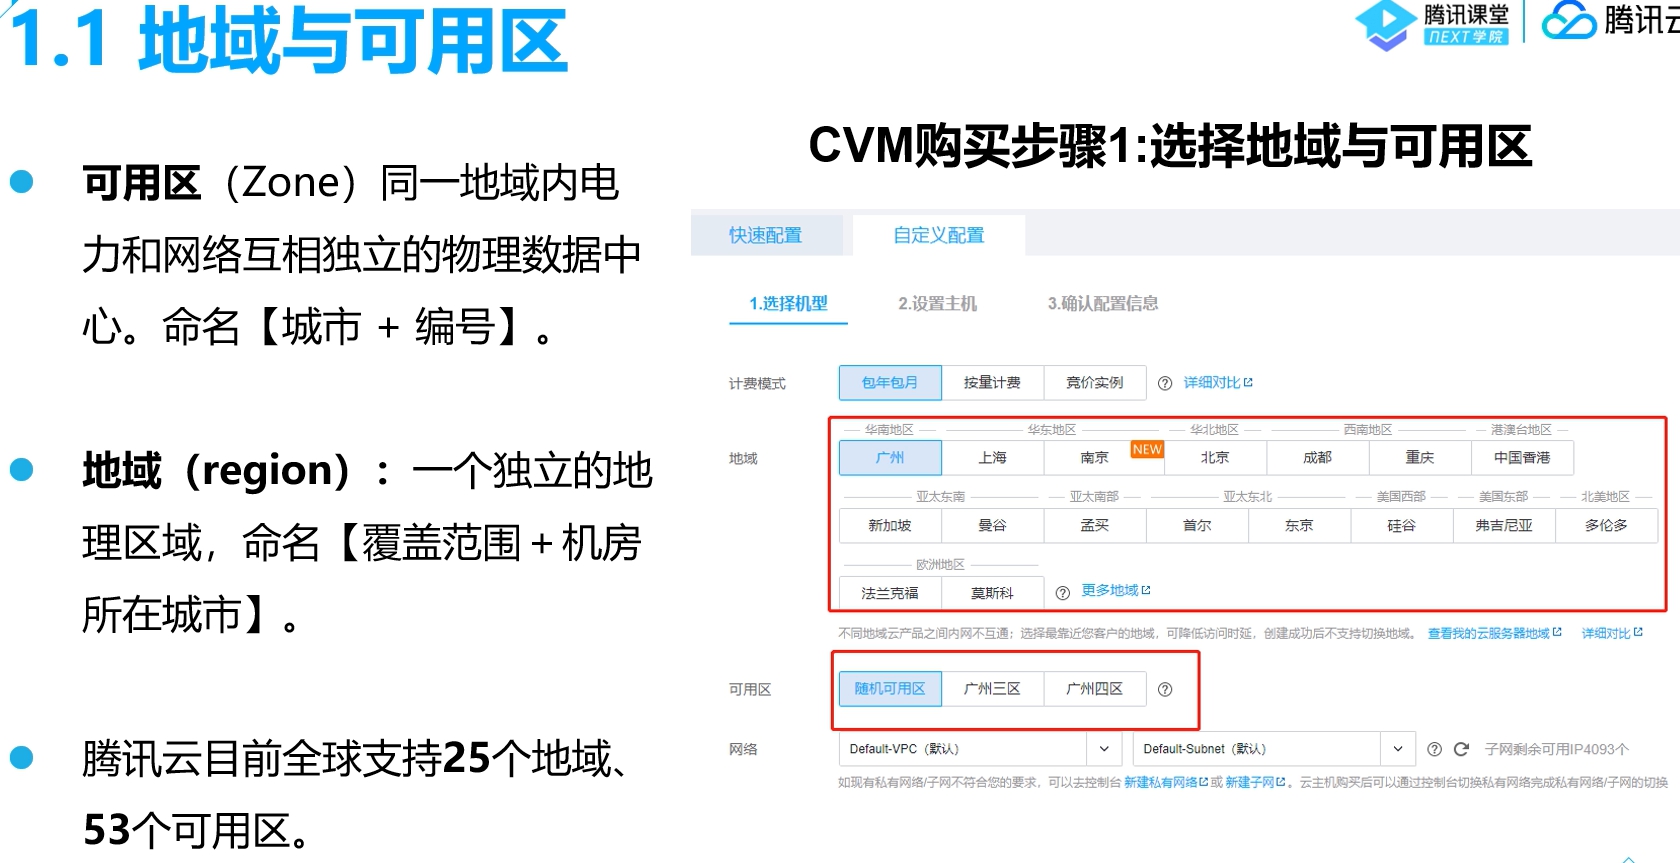 1.1 地域与可用区
腾讯课堂
NEXT学院
腾讯云
可用区（Zone）同一地域内电
力和网络互相独立的物理数据中
心。命名【城市 + 编号】。
地域（region）：一个独立的地
理区域，命名【覆盖范围+机房
所在城市】。
腾讯云目前全球支持25个地域、
53个可用区。
CVM购买步骤1:选择地域与可用区
快速配置 自定义配置
1.选择机型 2.设置主机 3.确认配置信息
计费模式 包年包月 按量计费 竞价实例 详细对比
华南地区 华东地区 华北地区 西南地区 港澳台地区
地域 广州 上海 南京 NEW 北京 成都 重庆 中国香港
亚太东南 亚太南部 亚太东北 美国西部 美国东部 北美地区
新加坡 曼谷 孟买 首尔 东京 硅谷 弗吉尼亚 多伦多
欧洲地区
法兰克福 莫斯科 更多地域
不同地域云产品之间内网不互通；选择最靠近您客户的地域，可降低访问时延，创建成功后不支持切换地域。 查看我的云服务器地域 详细对比
可用区 随机可用区 广州三区 广州四区
网络 Default-VPC（默认） Default-Subnet（默认） 子网剩余可用IP4093个
如现有私有网络/子网不符合您的要求，可以去控制台 新建私有网络 或 新建子网 。云主机购买后可以通过控制台切换私有网络完成私有网络/子网的切换